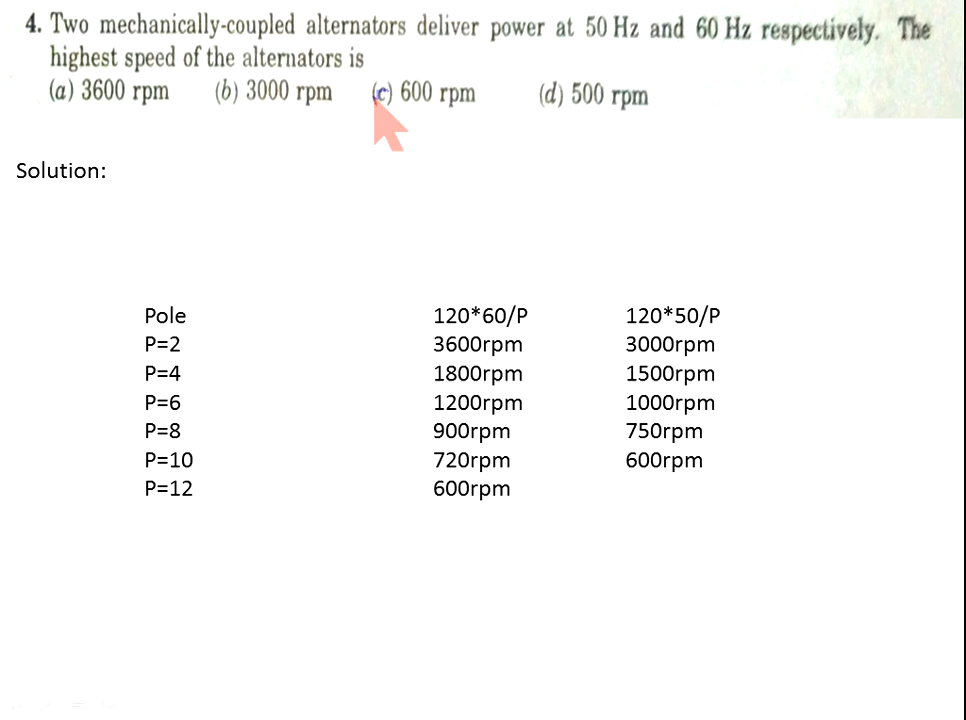 4. Two mechanically-coupled alternators deliver power at 50 Hz and 60 Hz respectively. The
highest speed of the alternators is
(a) 3600 rpm (b) 3000 rpm (c) 600 rpm (d) 500 rpm
Solution:
Pole 120*60/P 120*50/P
P=2 3600rpm 3000rpm
P=4 1800rpm 1500rpm
P=6 1200rpm 1000rpm
P=8 900rpm 750rpm
P=10 720rpm 600rpm
P=12 600rpm